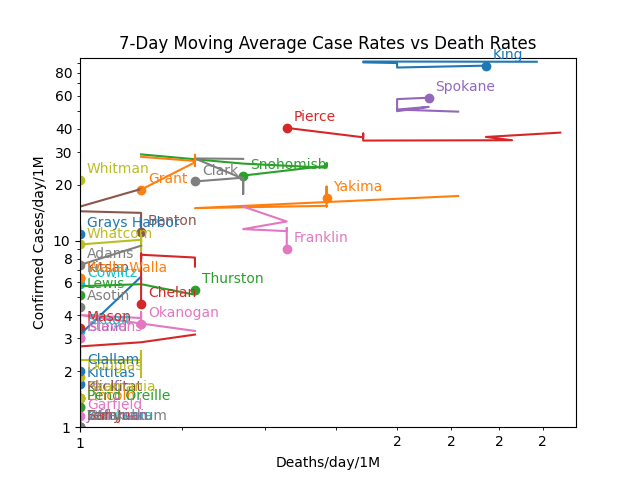 7-Day Moving Average Case Rates vs Death Rates
King
80
Spokane
60
Pierce
40
30
Whitman
Snohomish
Clark
Grant
20
Yakima
Grays Harbor
Benton
Whatcom
Franklin
10
Adams
8
Walla Walla
Cowlitz
6
Lewis
Thurston
Asotin
Chelan
4
Mason
Okanogan
3
Stevens
Clallam
2
Kittitas
Douglas
Klickitat
Pend Oreille
Garfield
1
1
2
2
2
2
Deaths/day/1M
Confirmed Cases/day/1M